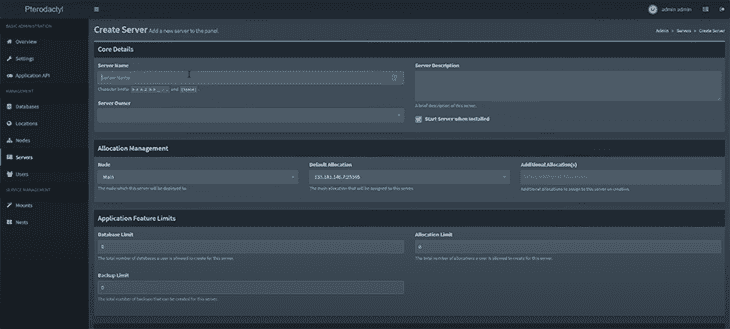 Pterodactyl
admin admin
BASIC ADMINISTRATION
Overview
Settings
Application API
MANAGEMENT
Databases
Locations
Nodes
Servers
Users
SERVICE MANAGEMENT
Mounts
Nests
Create Server Add a new server to the panel.
Admin > Servers > Create Server
Core Details
Server Name
Server Name
Character limits: and
Server Owner
Server Description
A brief description of this server.
Start Server when Installed
Allocation Management
Node
Main
The node which this server will be deployed to.
Default Allocation
The main allocation that will be assigned to this server.
Additional Allocation(s)
Additional allocations to assign to this server on creation.
Application Feature Limits
Database Limit
The total number of databases a user is allowed to create for this server.
Allocation Limit
0
The total number of allocations a user is allowed to create for this server.
Backup Limit
0
The total number of backups that can be created for this server.